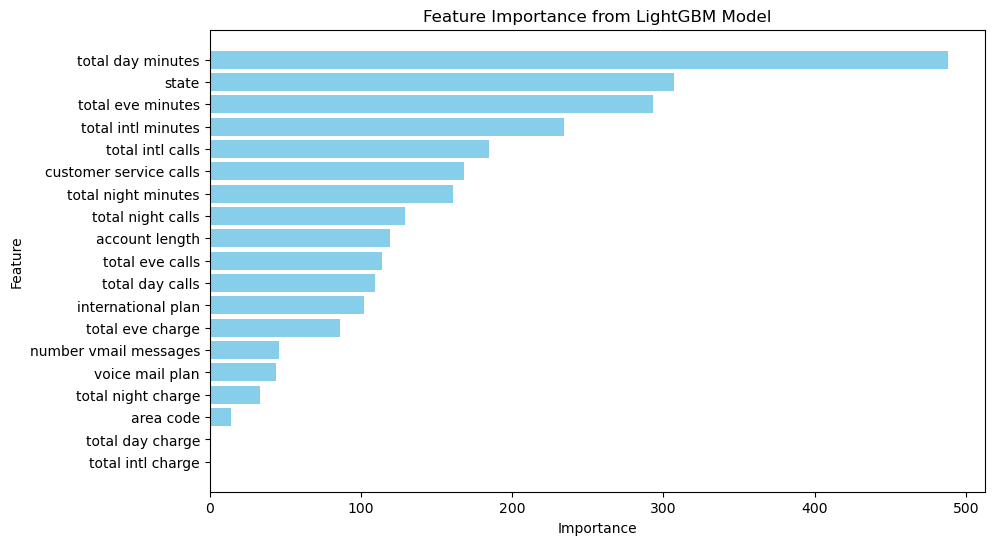 Feature Importance from LightGBM Model
Feature
total day minutes
state
total eve minutes
total intl minutes
total intl calls
customer service calls
total night minutes
total night calls
account length
total eve calls
total day calls
international plan
total eve charge
number vmail messages
voice mail plan
total night charge
area code
total day charge
total intl charge
0 100 200 300 400 500
Importance